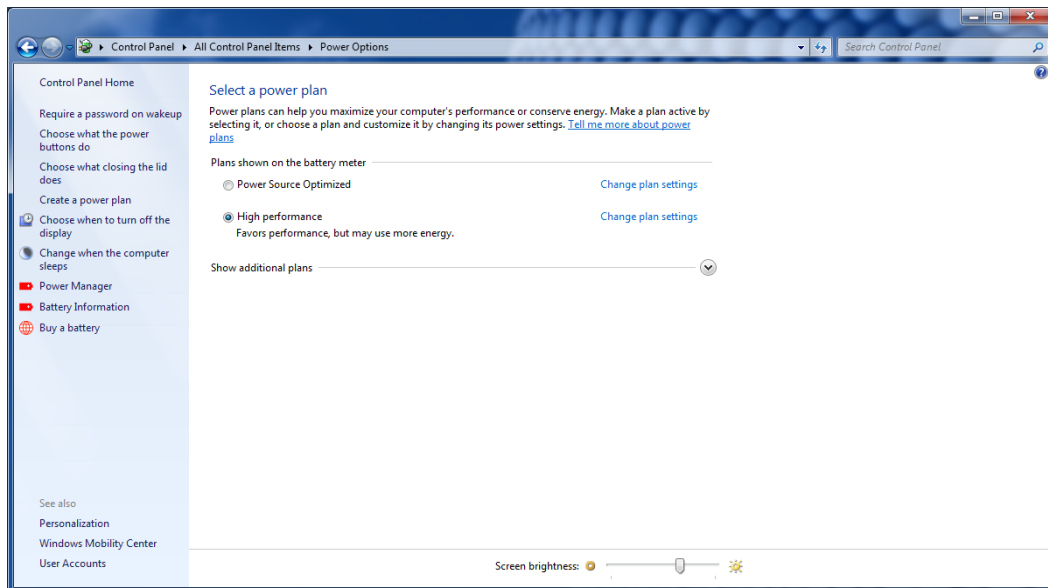 Control Panel All Control Panel Items Power Options
Search Control Panel
Control Panel Home
Require a password on wakeup
Choose what the power
buttons do
Choose what closing the lid
does
Create a power plan
Choose when to turn off the
display
Change when the computer
sleeps
Power Manager
Battery Information
Buy a battery
See also
Personalization
Windows Mobility Center
User Accounts
Select a power plan
Power plans can help you maximize your computer's performance or conserve energy. Make a plan active by
selecting it, or choose a plan and customize it by changing its power settings. Tell me more about power
plans
Plans shown on the battery meter
Power Source Optimized Change plan settings
High performance Change plan settings
Favors performance, but may use more energy.
Show additional plans
Screen brightness: